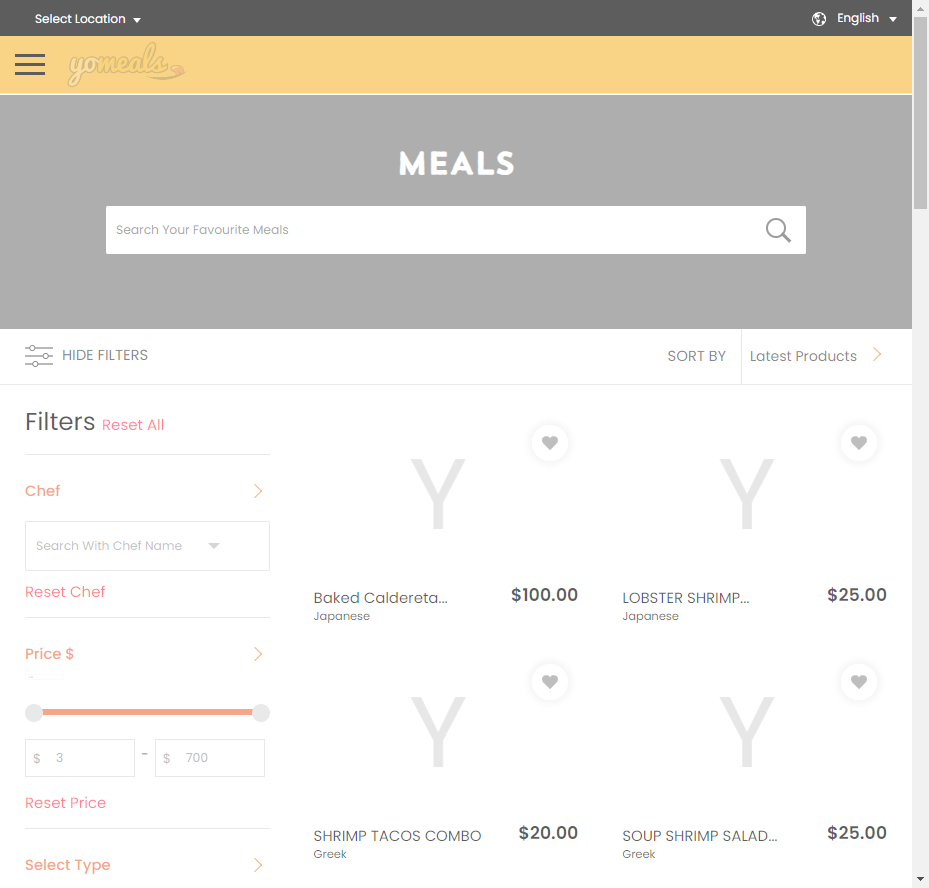 Select Location
English
yomeals
MEALS
Search Your Favourite Meals
HIDE FILTERS
SORT BY
Latest Products
Filters Reset All
Chef
Search With Chef Name
Reset Chef
Price $
$ 3 - $ 700
Reset Price
Select Type
Y
Baked Caldereta... $100.00
Japanese
Y
LOBSTER SHRIMP... $25.00
Japanese
Y
SHRIMP TACOS COMBO $20.00
Greek
Y
SOUP SHRIMP SALAD... $25.00
Greek